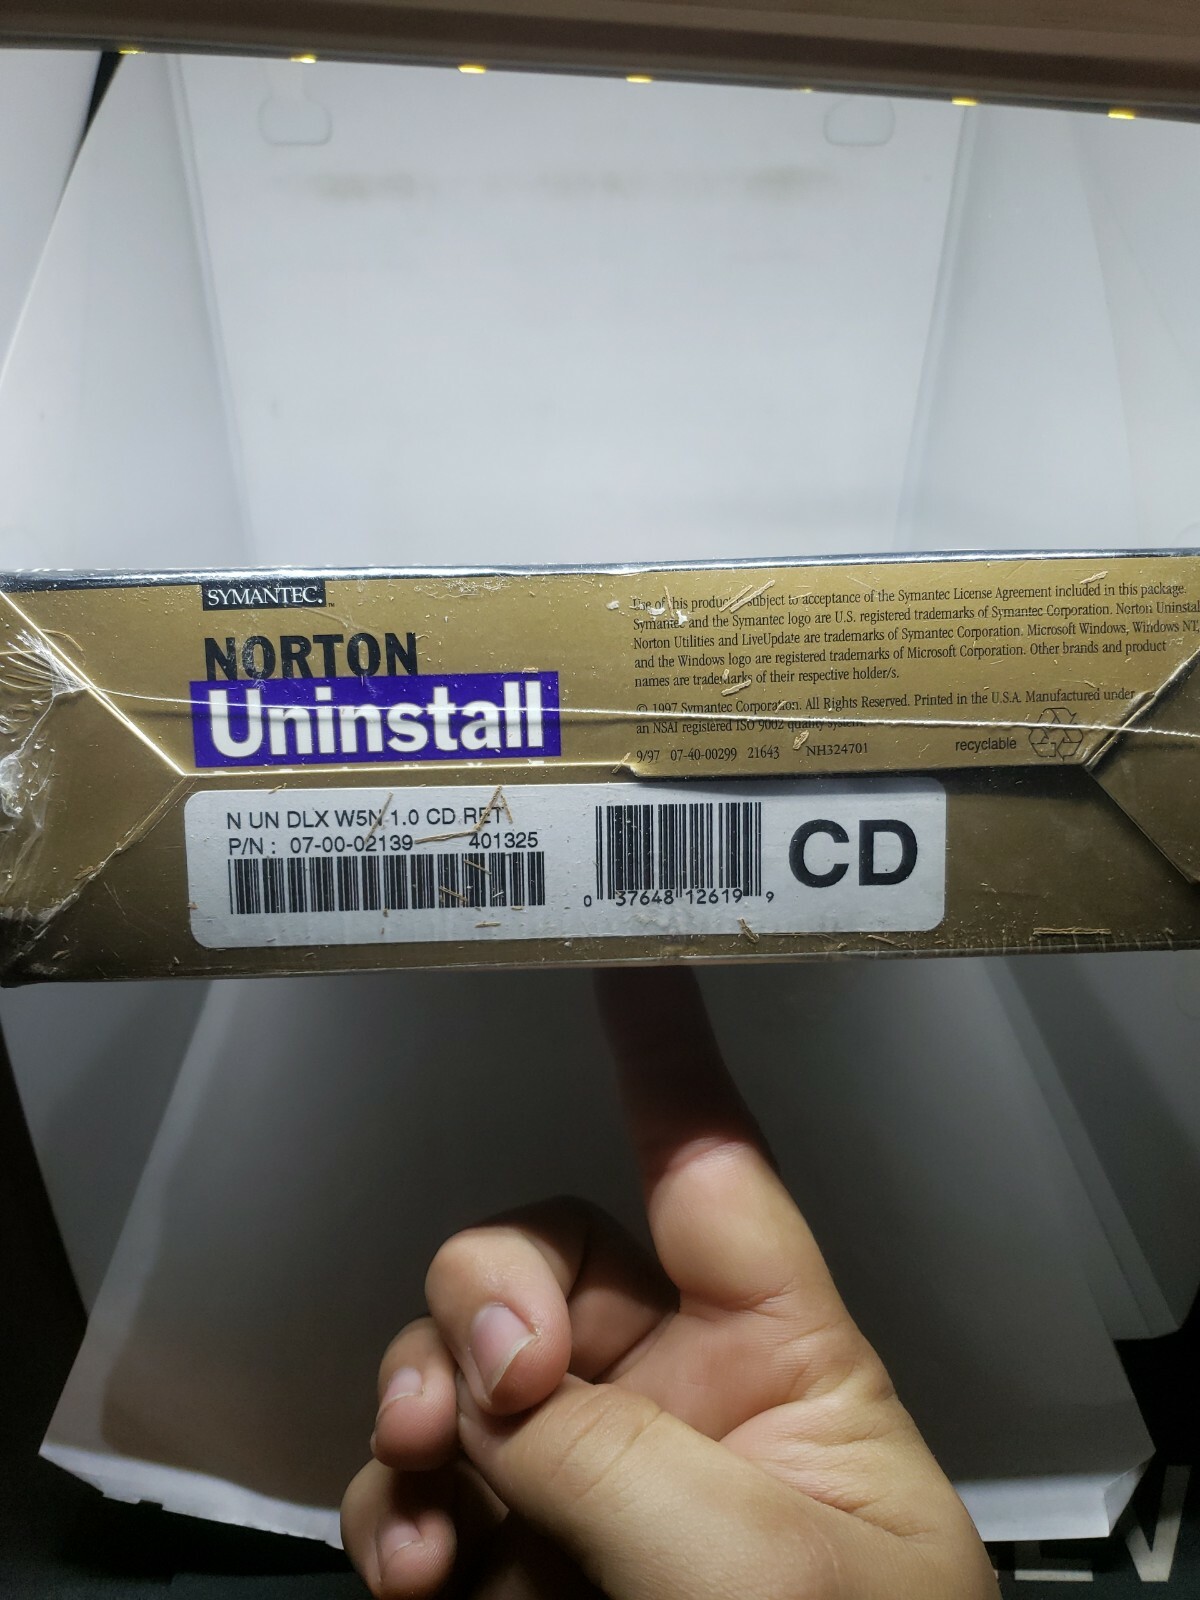 SYMANTEC.™
NORTON
Uninstall
Use of this product subject to acceptance of the Symantec License Agreement included in this package.
Symantec and the Symantec logo are U.S. registered trademarks of Symantec Corporation. Norton Uninstal
Norton Utilities and LiveUpdate are trademarks of Symantec Corporation. Microsoft Windows, Windows NT,
and the Windows logo are registered trademarks of Microsoft Corporation. Other brands and product
names are trademarks of their respective holder/s.
© 1997 Symantec Corporation. All Rights Reserved. Printed in the U.S.A. Manufactured under
an NSAI registered ISO 9002 quality system.
9/97 07-40-00299 21643 NH324701
recyclable
N UN DLX W5N 1.0 CD RET
P/N : 07-00-02139 401325
0 37648 12619 9
CD